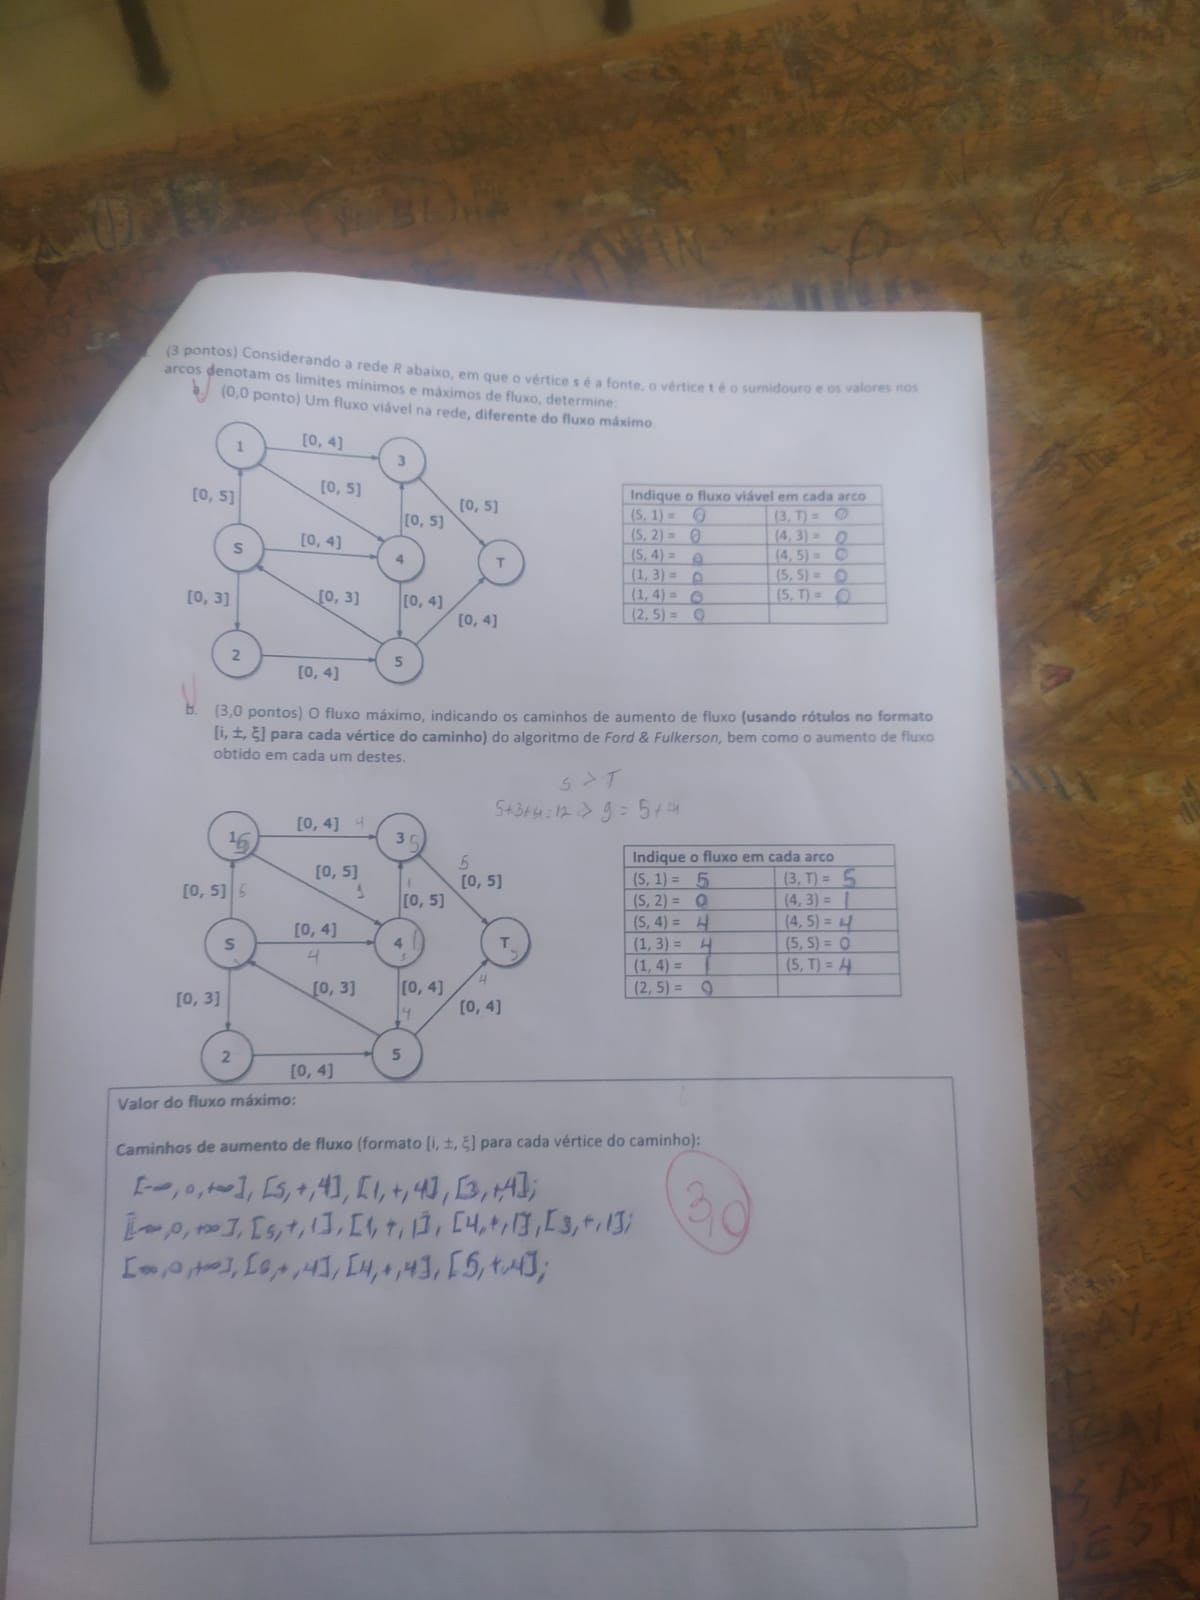 (3 pontos) Considerando a rede R abaixo, em que o vértice s é a fonte, o vértice t é o sumidouro e os valores nos
arcos denotam os limites mínimos e máximos de fluxo, determine:
(0,0 ponto) Um fluxo viável na rede, diferente do fluxo máximo.
1
[0, 4]
3
[0, 5]
[0, 5]
[0, 5]
[0, 5]
S
[0, 4]
4
T
[0, 3]
[0, 3]
[0, 4]
[0, 4]
2
[0, 4]
5
Indique o fluxo viável em cada arco
(S, 1) = 0 (3, T) = 0
(S, 2) = 0 (4, 3) = 0
(S, 4) = 0 (4, 5) = 0
(1, 3) = 0 (5, S) = 0
(1, 4) = 0 (5, T) = 0
(2, 5) = 0
b. (3,0 pontos) O fluxo máximo, indicando os caminhos de aumento de fluxo (usando rótulos no formato
[i, ±, ξ] para cada vértice do caminho) do algoritmo de Ford & Fulkerson, bem como o aumento de fluxo
obtido em cada um destes.
S > T
5+3+4=12 => 9 = 5+4
1 5
[0, 4] 4
3 5
[0, 5] 5
[0, 5] 1
1 [0, 5]
5 [0, 5]
S
[0, 4] 4
4 1
T
[0, 3]
[0, 3]
[0, 4] 4
4 [0, 4]
2
[0, 4]
5
Indique o fluxo em cada arco
(S, 1) = 5 (3, T) = 5
(S, 2) = 0 (4, 3) = 1
(S, 4) = 4 (4, 5) = 4
(1, 3) = 4 (5, S) = 0
(1, 4) = 1 (5, T) = 4
(2, 5) = 0
Valor do fluxo máximo:
Caminhos de aumento de fluxo (formato [i, ±, ξ] para cada vértice do caminho):
[-∞, 0, +∞], [S, +, 4], [1, +, 4], [3, +, 4];
[-∞, 0, +∞], [S, +, 1], [1, +, 1], [4, +, 1], [3, +, 1];
[∞, 0, +∞], [S, +, 4], [4, +, 4], [5, +, 4];
3,0